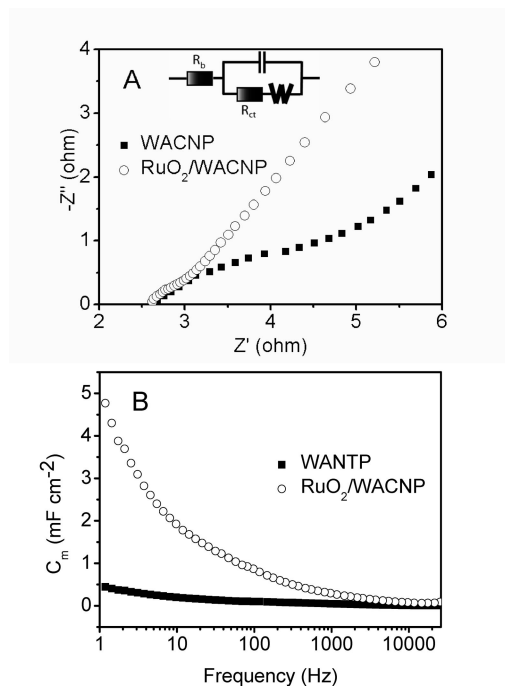 A
R_b
R_ct
W
WACNP
RuO₂/WACNP
-Z'' (ohm)
4
3
2
1
0
2 3 4 5 6
Z' (ohm)
B
WANTP
RuO₂/WACNP
C_m (mF cm⁻²)
5
4
3
2
1
0
1 10 100 1000 10000
Frequency (Hz)